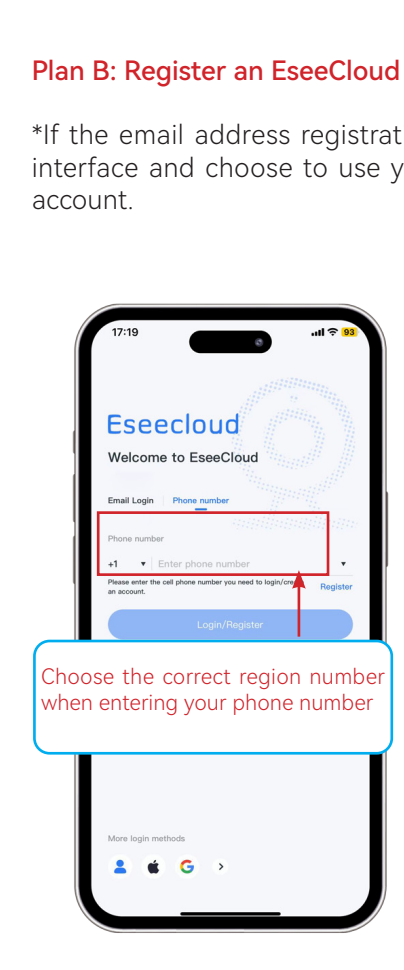 Plan B: Register an EseeCloud
*If the email address registrat
interface and choose to use y
account.
17:19
93
Eseecloud
Welcome to EseeCloud
Email Login
Phone number
Phone number
+1
Enter phone number
Please enter the cell phone number you need to login/cre
an account.
Register
Login/Register
Choose the correct region number
when entering your phone number
More login methods